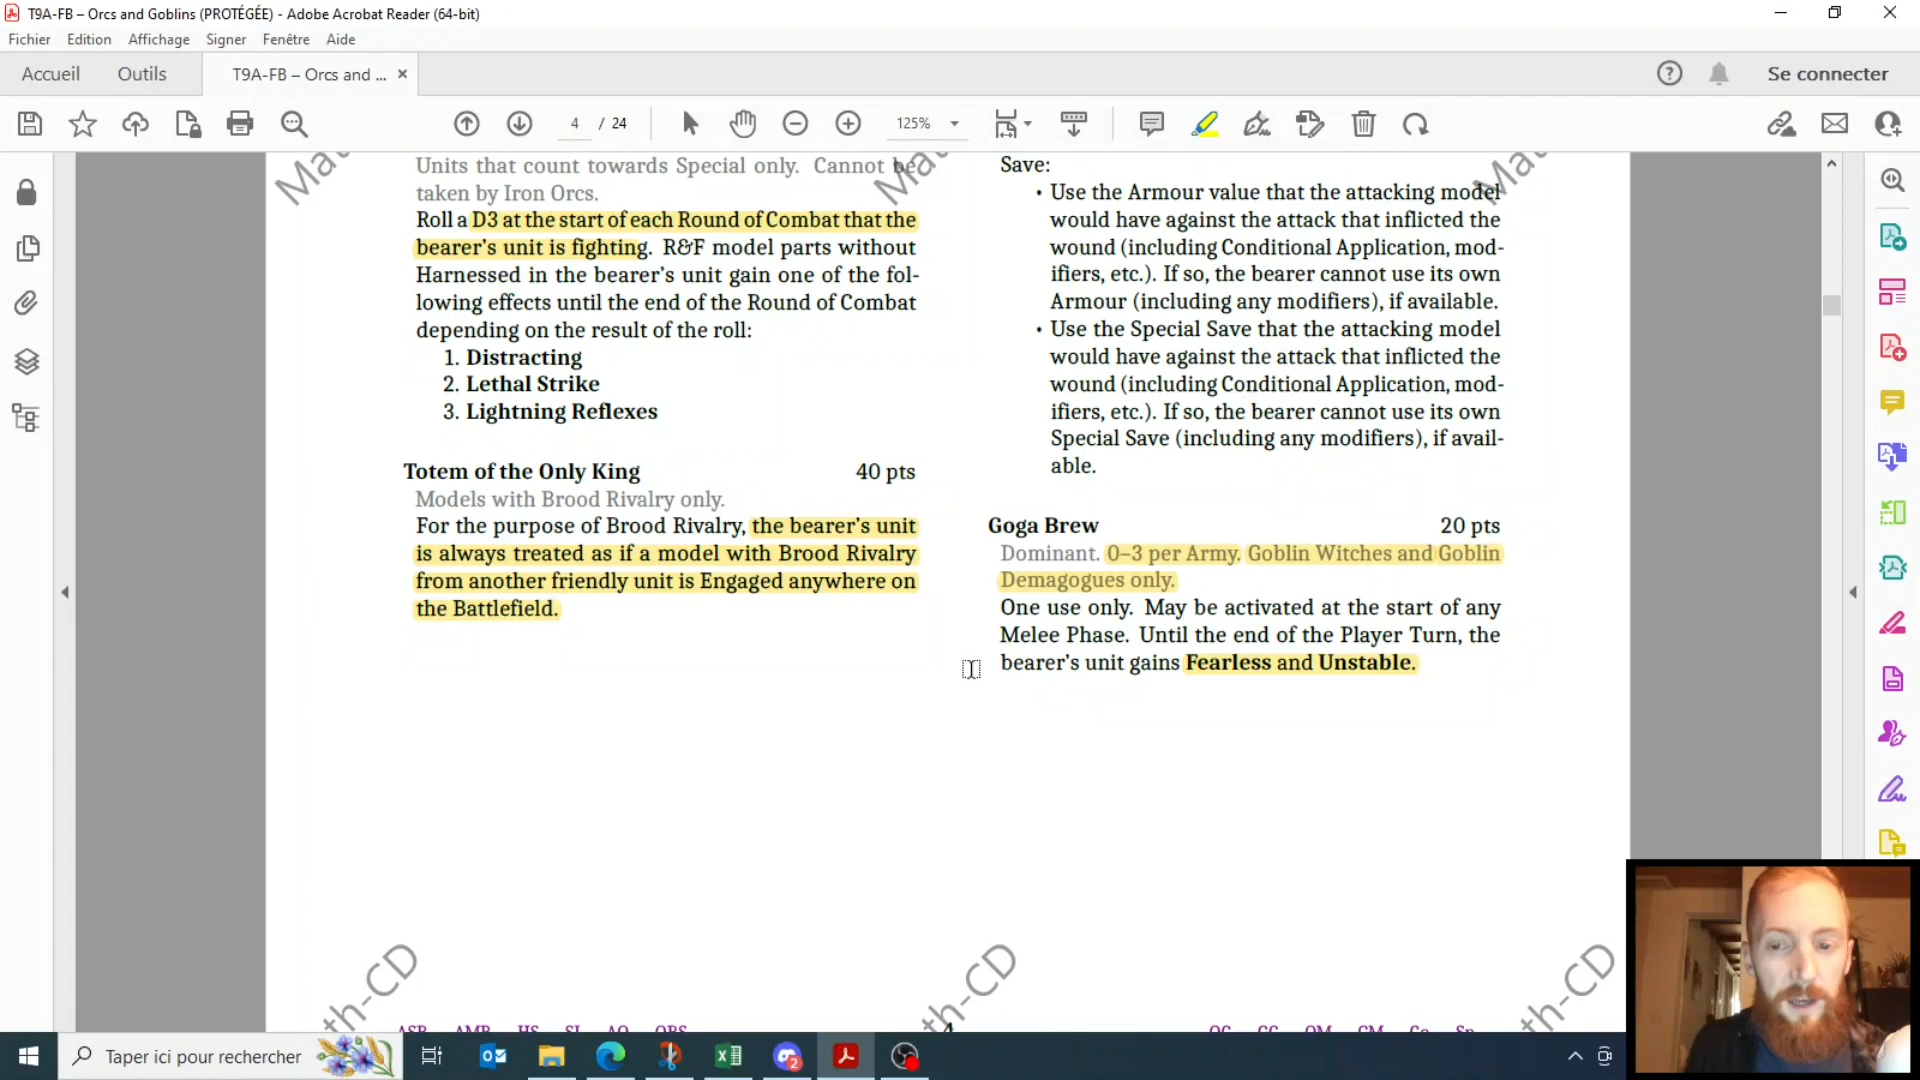 T9A-FB – Orcs and Goblins (PROTÉGÉE) - Adobe Acrobat Reader (64-bit)
Fichier Edition Affichage Signer Fenêtre Aide
Accueil Outils T9A-FB – Orcs and ... × Se connecter
4 / 24 125%
Units that count towards Special only. Cannot be
taken by Iron Orcs.
Roll a D3 at the start of each Round of Combat that the
bearer's unit is fighting. R&F model parts without
Harnessed in the bearer's unit gain one of the fol-
lowing effects until the end of the Round of Combat
depending on the result of the roll:
1. Distracting
2. Lethal Strike
3. Lightning Reflexes
Totem of the Only King 40 pts
Models with Brood Rivalry only.
For the purpose of Brood Rivalry, the bearer's unit
is always treated as if a model with Brood Rivalry
from another friendly unit is Engaged anywhere on
the Battlefield.
Save:
• Use the Armour value that the attacking model
would have against the attack that inflicted the
wound (including Conditional Application, mod-
ifiers, etc.). If so, the bearer cannot use its own
Armour (including any modifiers), if available.
• Use the Special Save that the attacking model
would have against the attack that inflicted the
wound (including Conditional Application, mod-
ifiers, etc.). If so, the bearer cannot use its own
Special Save (including any modifiers), if avail-
able.
Goga Brew 20 pts
Dominant. 0–3 per Army. Goblin Witches and Goblin
Demagogues only.
One use only. May be activated at the start of any
Melee Phase. Until the end of the Player Turn, the
bearer's unit gains Fearless and Unstable.
Mat
Mat
Mat
th-CD
th-CD
th-CD
Taper ici pour rechercher
2